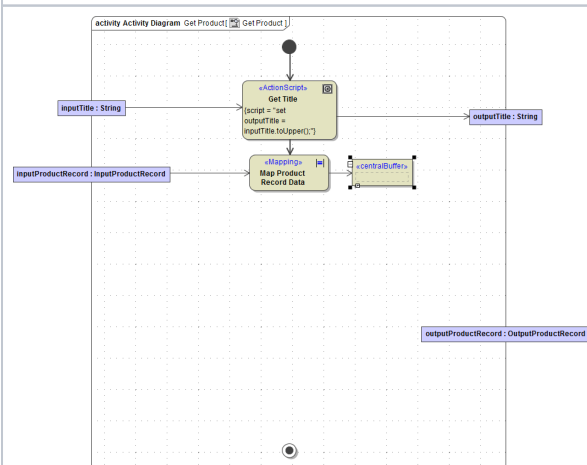 activity Activity Diagram Get Product[ Get Product ]
«ActionScript»
Get Title
{script = "set
outputTitle =
inputTitle.toUpper();"}
inputTitle : String
outputTitle : String
«Mapping»
Map Product
Record Data
inputProductRecord : InputProductRecord
«centralBuffer»
outputProductRecord : OutputProductRecord